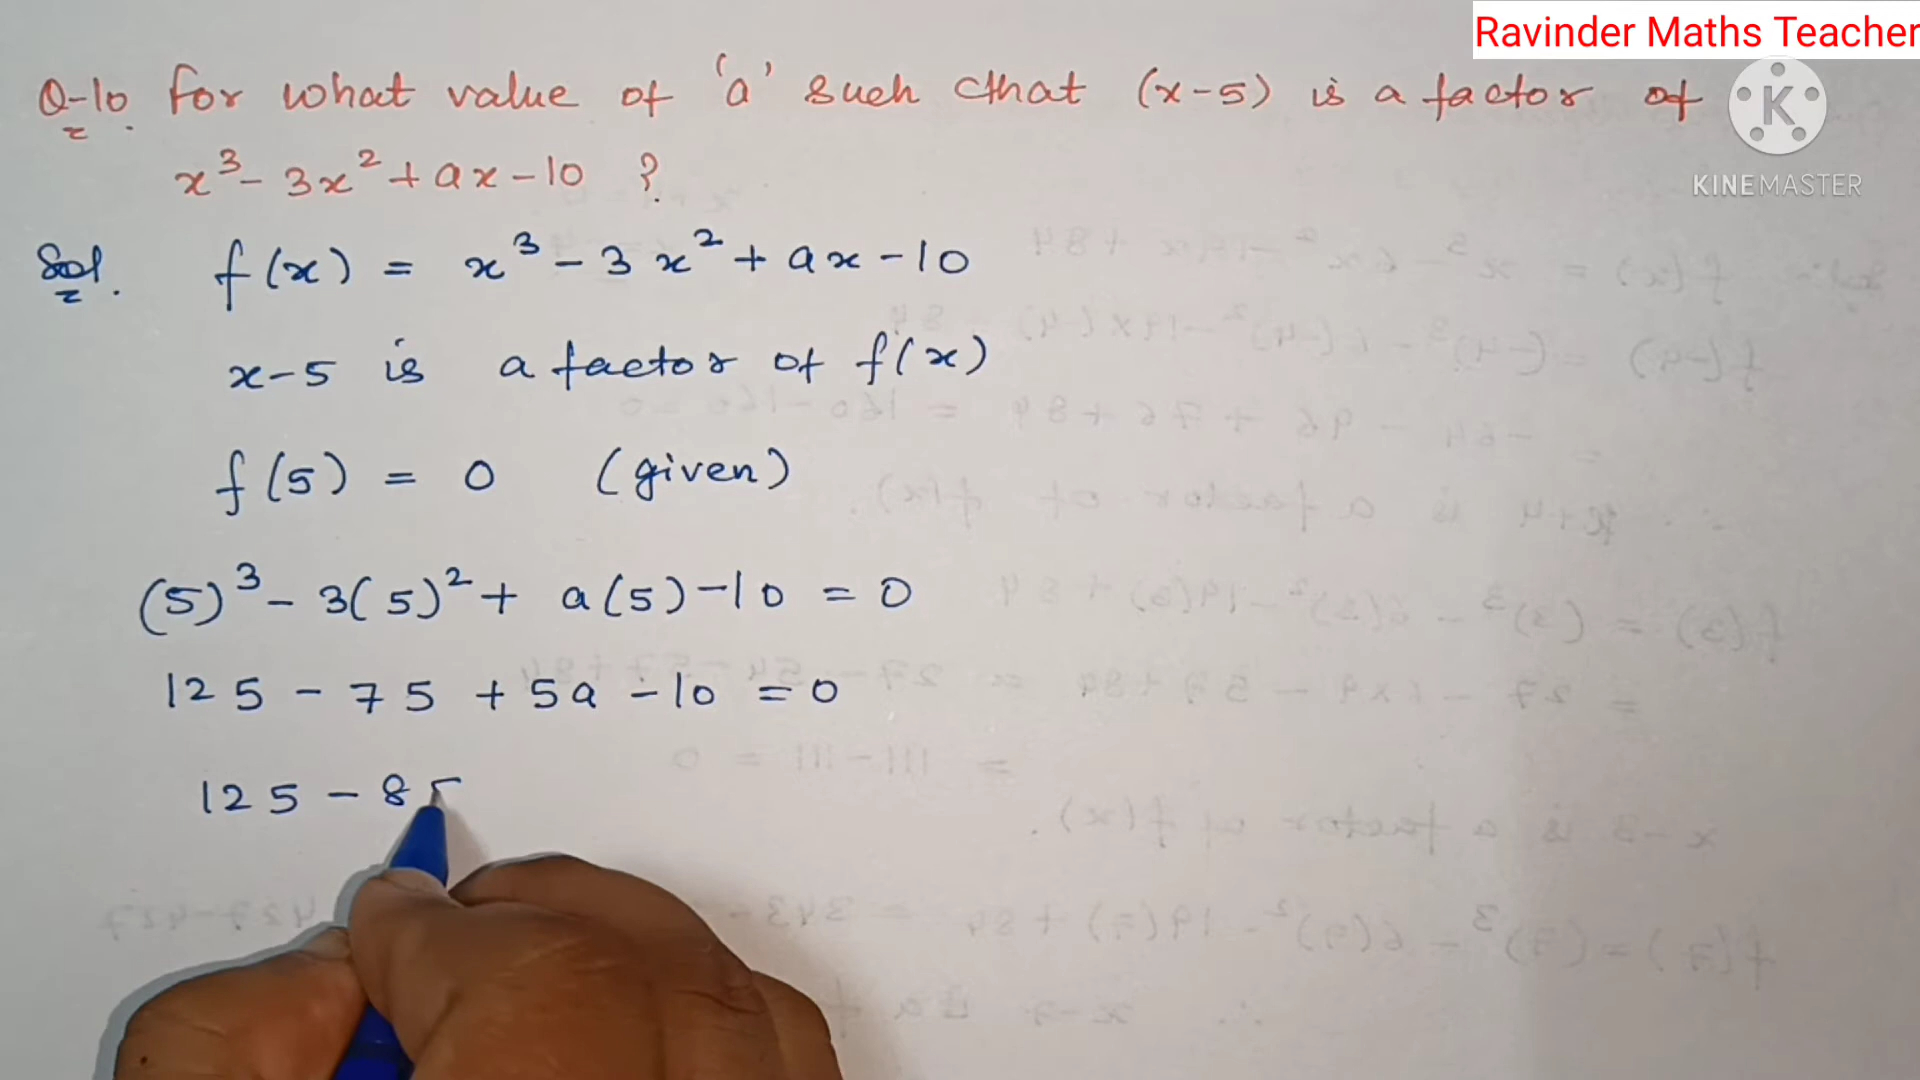 Ravinder Maths Teacher
Q-10. For what value of 'a' such that (x-5) is a factor of
x³- 3x²+ax-10 ?
KINEMASTER
Sol. f(x) = x³-3x²+ax-10
x-5 is a factor of f(x)
f(5) = 0 (given)
(5)³- 3(5)²+ a(5)-10 = 0
125 - 75 +5a -10 =0
125 - 85